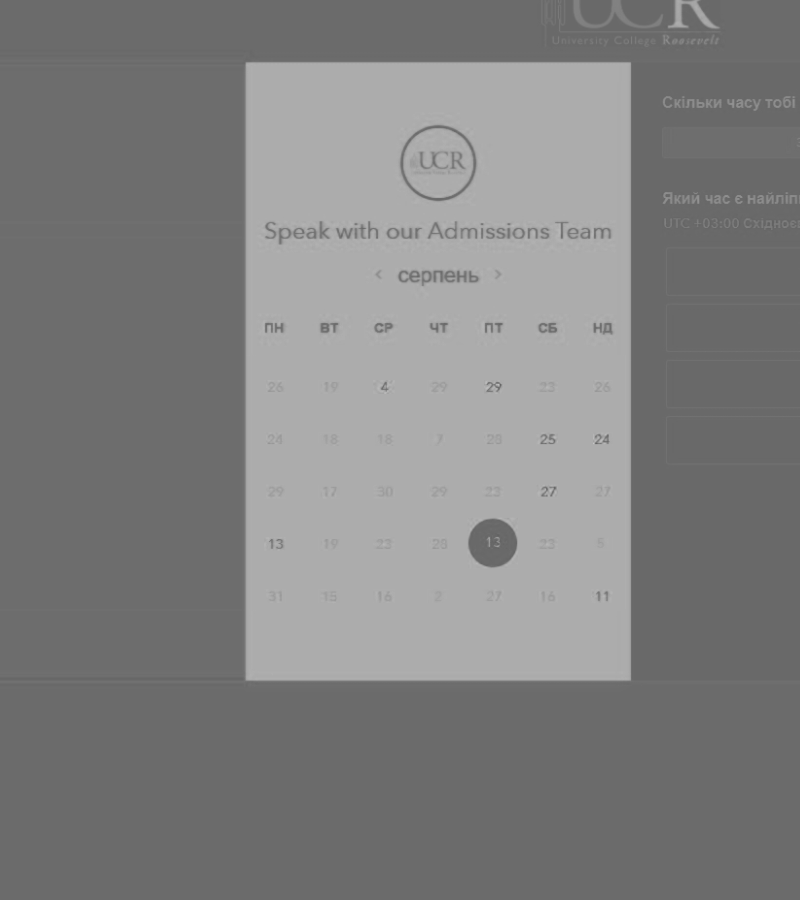 UCR
University College Roosevelt
UCR
Speak with our Admissions Team
< серпень >
ПН ВТ СР ЧТ ПТ СБ НД
26 19 4 29 29 23 26
24 18 18 7 28 25 24
29 17 30 29 23 27 27
13 19 23 28 13 23
31 15 16 2 27 16 11
Скільки часу тобі
Який час є
UTC +03:00